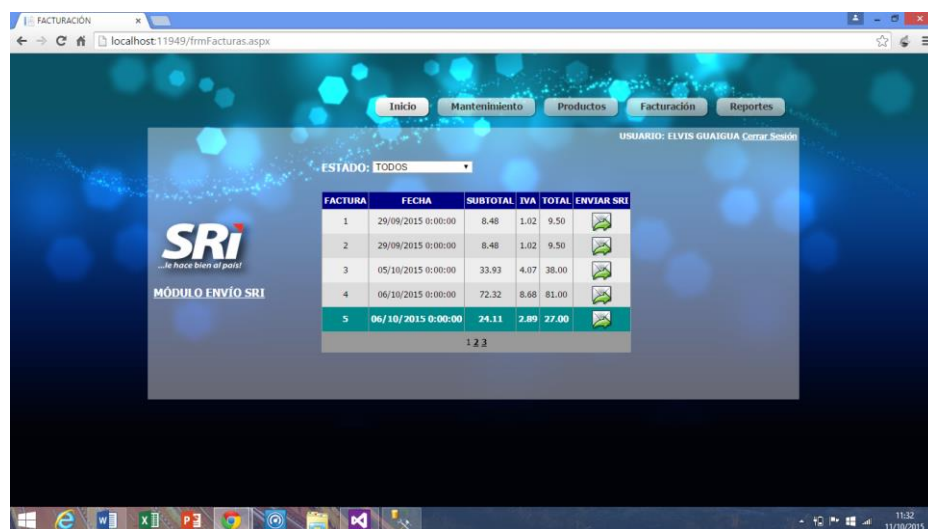 FACTURACIÓN
localhost:11949/frmFacturas.aspx
Inicio Mantenimiento Productos Facturación Reportes
USUARIO: ELVIS GUAIGUA Cerrar Sesión
ESTADO: TODOS
FACTURA FECHA SUBTOTAL IVA TOTAL ENVIAR SRI
1 29/09/2015 0:00:00 8.48 1.02 9.50
2 29/09/2015 0:00:00 8.48 1.02 9.50
3 05/10/2015 0:00:00 33.93 4.07 38.00
4 06/10/2015 0:00:00 72.32 8.68 81.00
5 06/10/2015 0:00:00 24.11 2.89 27.00
1 2 3
SRi
...le hace bien al país!
MÓDULO ENVÍO SRI
11:32
11/10/2015